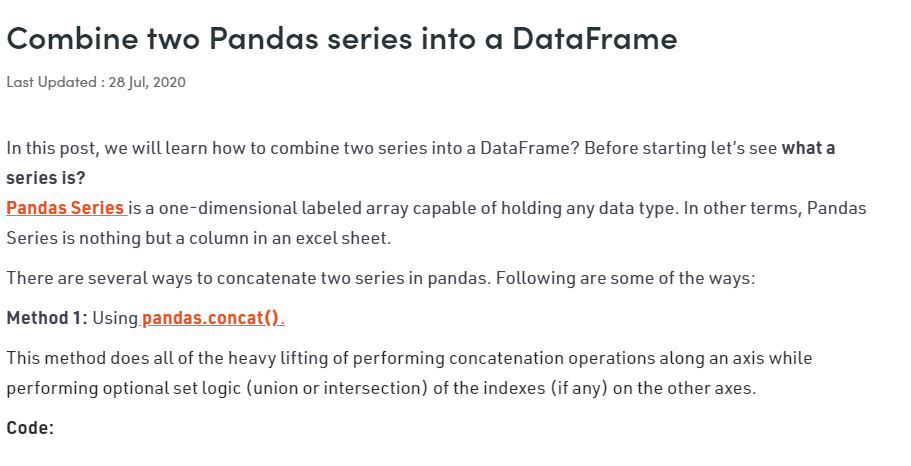 Combine two Pandas series into a DataFrame
Last Updated : 28 Jul, 2020
In this post, we will learn how to combine two series into a DataFrame? Before starting let's see what a
series is?
Pandas Series is a one-dimensional labeled array capable of holding any data type. In other terms, Pandas
Series is nothing but a column in an excel sheet.
There are several ways to concatenate two series in pandas. Following are some of the ways:
Method 1: Using pandas.concat().
This method does all of the heavy lifting of performing concatenation operations along an axis while
performing optional set logic (union or intersection) of the indexes (if any) on the other axes.
Code: